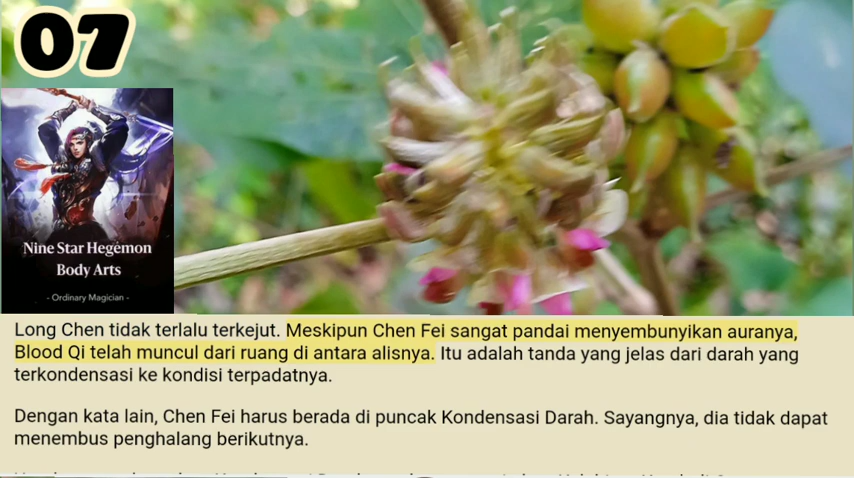 07
Nine Star Hegemon
Body Arts
- Ordinary Magician -
Long Chen tidak terlalu terkejut. Meskipun Chen Fei sangat pandai menyembunyikan auranya,
Blood Qi telah muncul dari ruang di antara alisnya. Itu adalah tanda yang jelas dari darah yang
terkondensasi ke kondisi terpadatnya.
Dengan kata lain, Chen Fei harus berada di puncak Kondensasi Darah. Sayangnya, dia tidak dapat
menembus penghalang berikutnya.